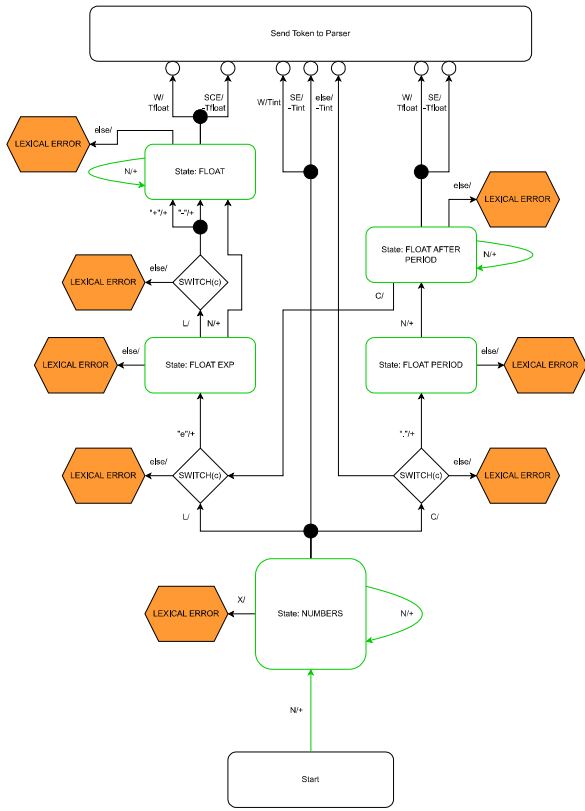 Send Token to Parser
W/
Tfloat
SCE/
-Tfloat
W/Tint
SE/
-Tint
else/
-Tint
W/
Tfloat
SE/
-Tfloat
else/
LEXICAL ERROR
State: FLOAT
N/+
"+"/+
"-"/+
else/
LEXICAL ERROR
State: FLOAT AFTER
PERIOD
N/+
LEXICAL ERROR
else/
SWITCH(c)
C/
L/
N/+
N/+
LEXICAL ERROR
else/
State: FLOAT EXP
State: FLOAT PERIOD
else/
LEXICAL ERROR
"e"/+
"."/+
LEXICAL ERROR
else/
SWITCH(c)
SWITCH(c)
else/
LEXICAL ERROR
L/
C/
LEXICAL ERROR
X/
State: NUMBERS
N/+
N/+
Start